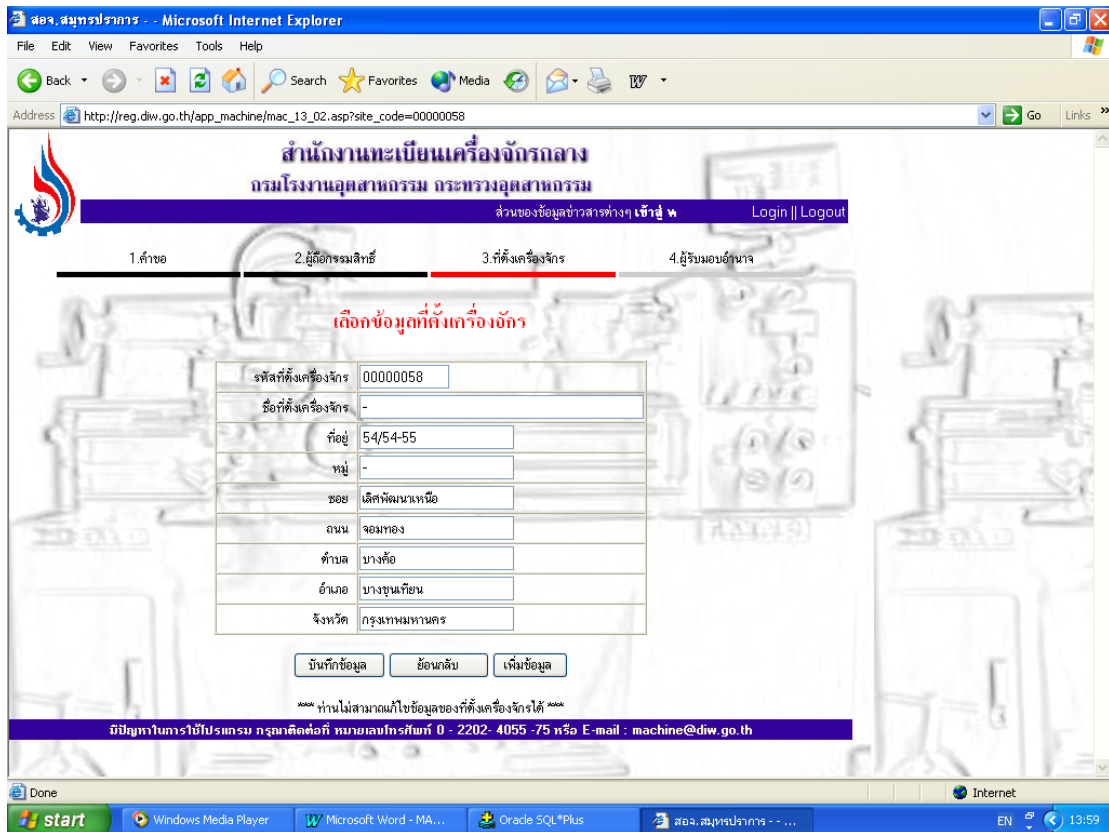 สอจ.สมุทรปราการ - - Microsoft Internet Explorer
File Edit View Favorites Tools Help
Back Search Favorites Media
Address http://reg.diw.go.th/app_machine/mac_13_02.asp?site_code=00000058 Go Links »
สำนักงานทะเบียนเครื่องจักรกลาง
กรมโรงงานอุตสาหกรรม กระทรวงอุตสาหกรรม
ส่วนของข้อมูลข่าวสารต่างๆ เข้าสู่ ท Login || Logout
1.คำขอ 2.ผู้ถือกรรมสิทธิ์ 3.ที่ตั้งเครื่องจักร 4.ผู้รับมอบอำนาจ
เลือกข้อมูลที่ตั้งเครื่องจักร
รหัสที่ตั้งเครื่องจักร 00000058
ชื่อที่ตั้งเครื่องจักร -
ที่อยู่ 54/54-55
หมู่ -
ซอย เลิศพัฒนาเหนือ
ถนน จอมทอง
ตำบล บางค้อ
อำเภอ บางขุนเทียน
จังหวัด กรุงเทพมหานคร
บันทึกข้อมูล ย้อนกลับ เพิ่มข้อมูล
**** ท่านไม่สามาถแก้ไขข้อมูลของที่ตั้งเครื่องจักรได้ ****
มีปัญหาในการใช้โปรแกรม กรุณาติดต่อที่ หมายเลขโทรศัพท์ 0 - 2202- 4055 -75 หรือ E-mail : machine@diw.go.th
Done Internet
start Windows Media Player Microsoft Word - MA... Oracle SQL*Plus สอจ.สมุทรปราการ - - ... EN 13:59